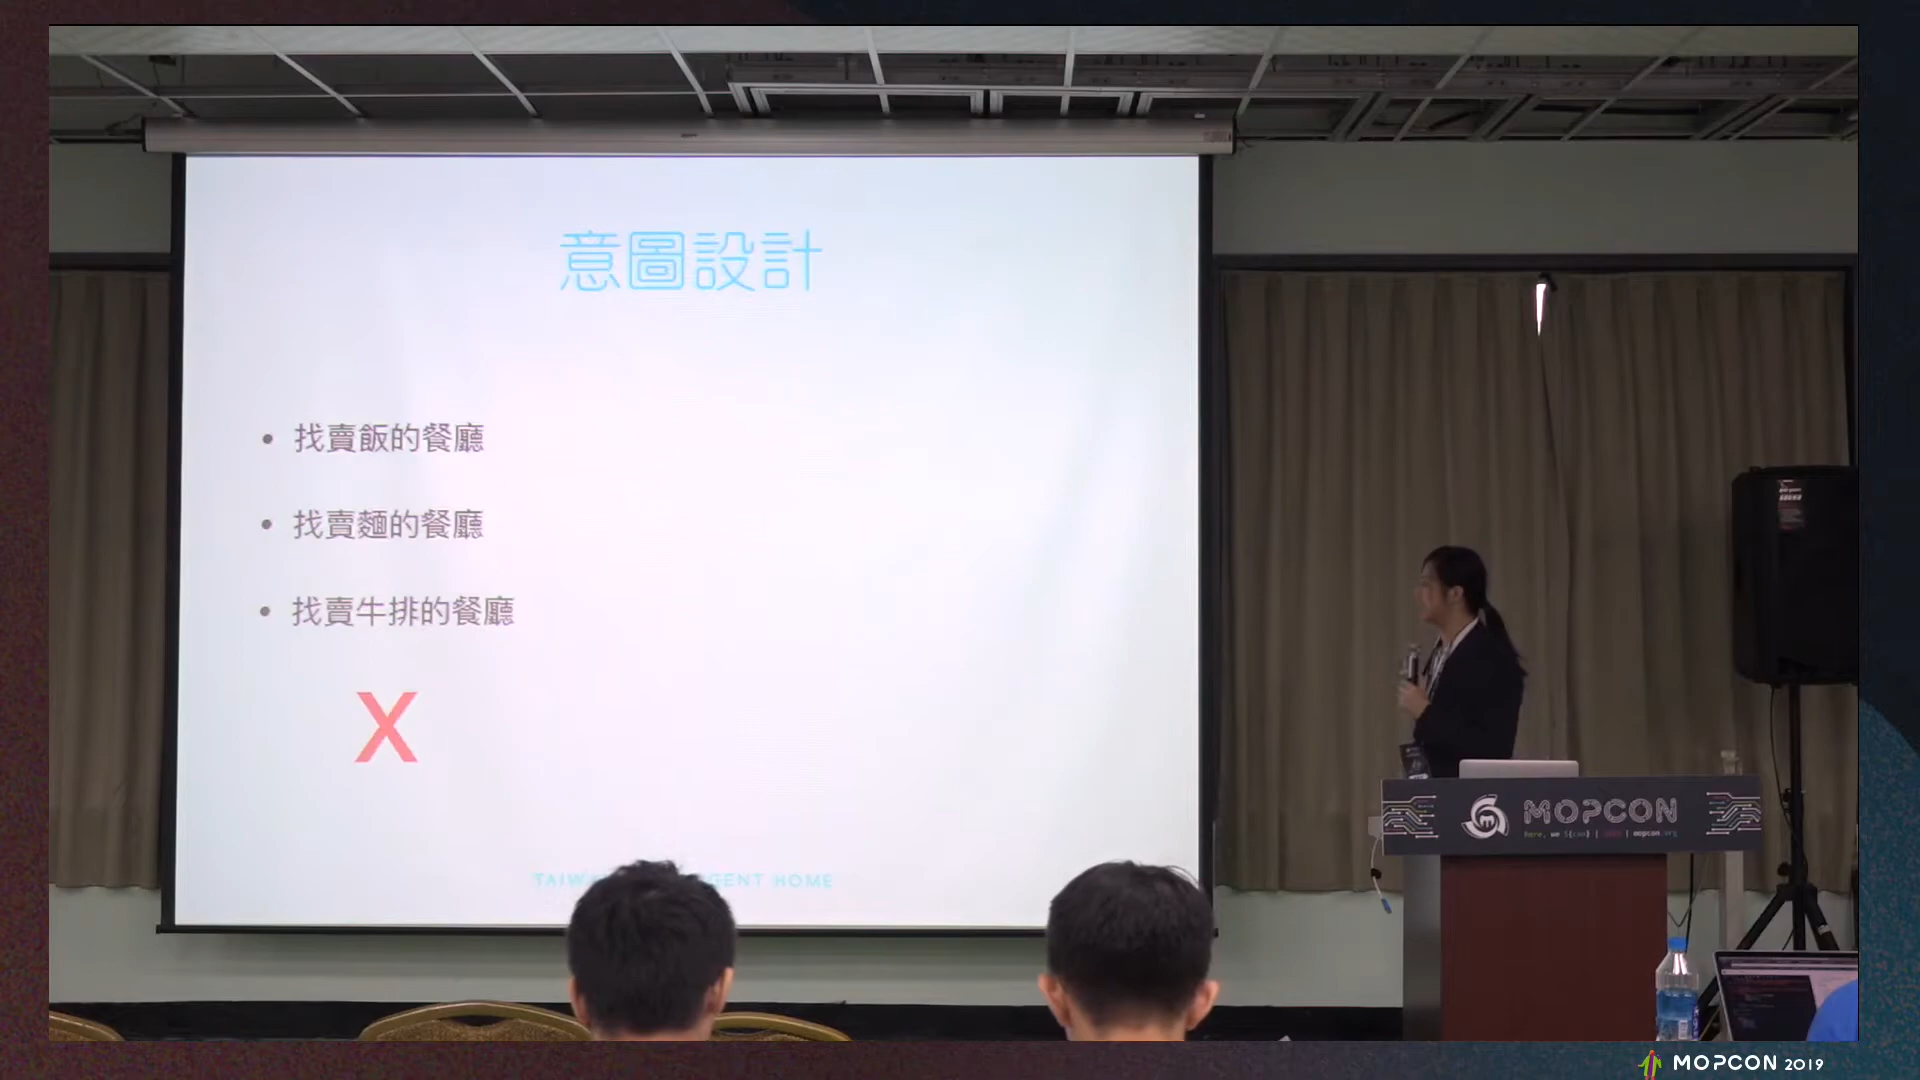 意圖設計
• 找賣飯的餐廳
• 找賣麵的餐廳
• 找賣牛排的餐廳
X
HOME
MOPCON
MOPCON 2019